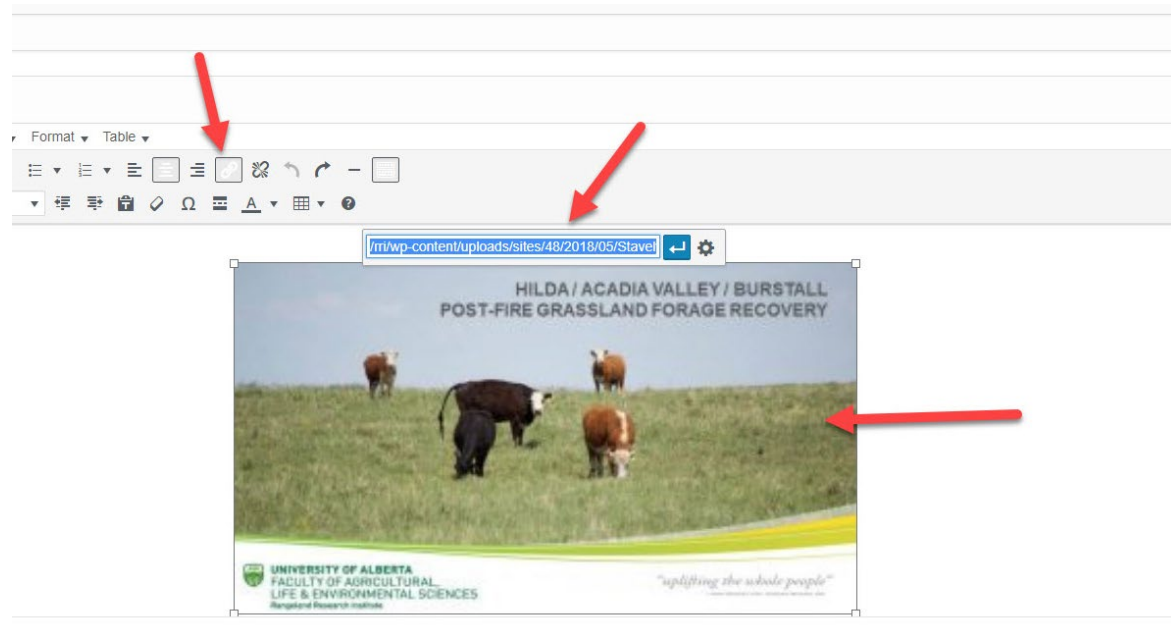 Format Table
Ω A
/rri/wp-content/uploads/sites/48/2018/05/Stavel
HILDA / ACADIA VALLEY / BURSTALL
POST-FIRE GRASSLAND FORAGE RECOVERY
UNIVERSITY OF ALBERTA
FACULTY OF AGRICULTURAL,
LIFE & ENVIRONMENTAL SCIENCES
Rangeland Research Institute
"uplifting the whole people"